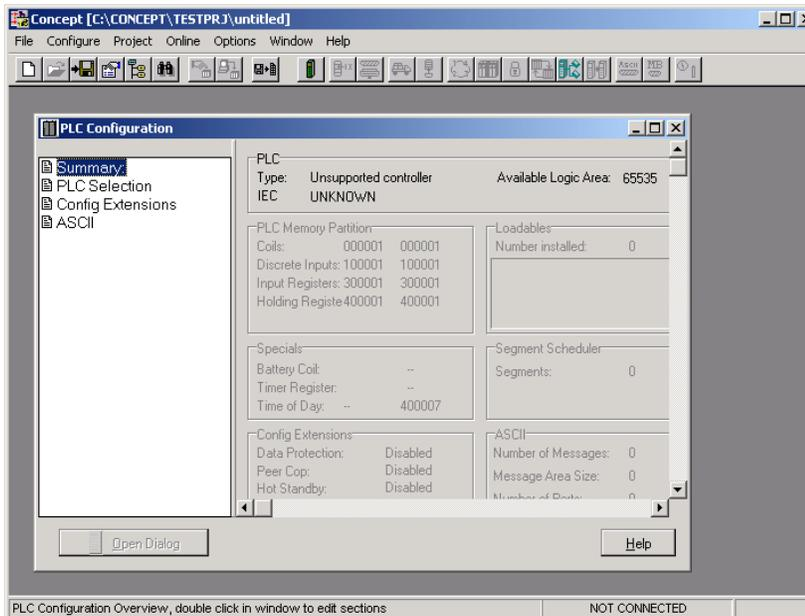 Concept [C:\CONCEPT\TESTPRJ\untitled]
File Configure Project Online Options Window Help
PLC Configuration
Summary:
PLC Selection
Config Extensions
ASCII
PLC
Type: Unsupported controller Available Logic Area: 65535
IEC UNKNOWN
PLC Memory Partition
Coils: 000001 000001
Discrete Inputs: 100001 100001
Input Registers: 300001 300001
Holding Registe 400001 400001
Loadables
Number installed: 0
Specials
Battery Coil: --
Timer Register: --
Time of Day: -- 400007
Segment Scheduler
Segments: 0
Config Extensions
Data Protection: Disabled
Peer Cop: Disabled
Hot Standby: Disabled
ASCII
Number of Messages: 0
Message Area Size: 0
Number of Ports: 0
Open Dialog
Help
PLC Configuration Overview, double click in window to edit sections NOT CONNECTED